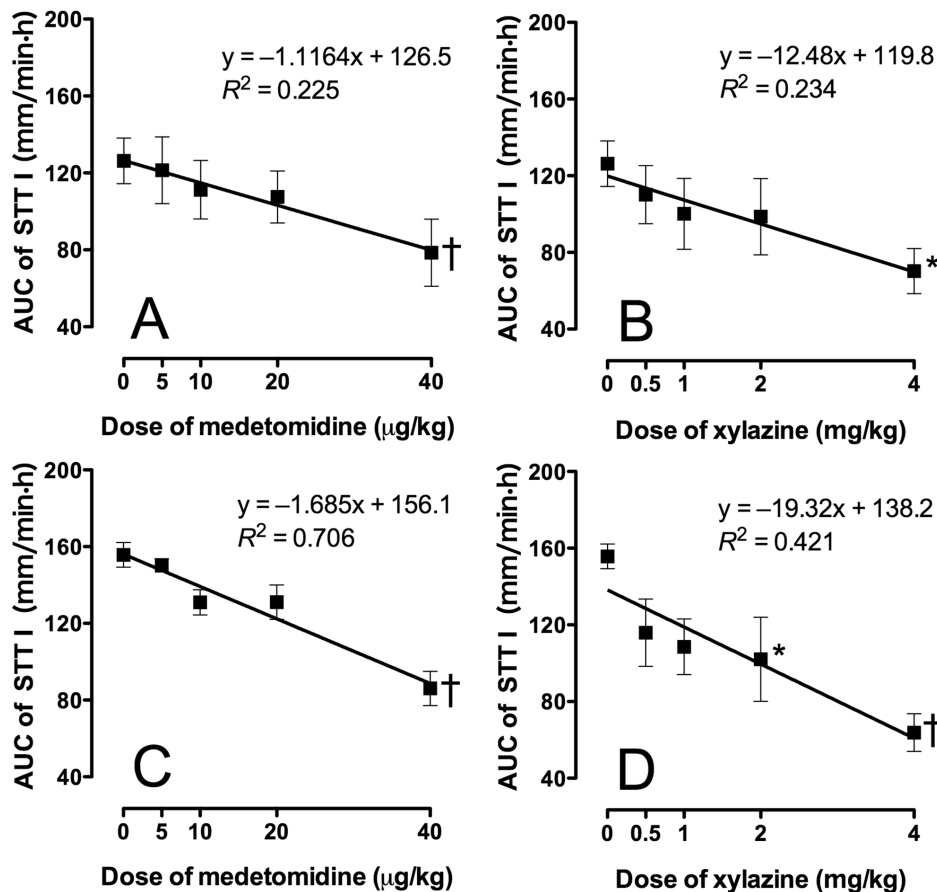 200
160
120
80
40
AUC of STT I (mm/min·h)
y = –1.1164x + 126.5
R² = 0.225
†
A
0 5 10 20 40
Dose of medetomidine (μg/kg)
200
160
120
80
40
AUC of STT I (mm/min·h)
y = –12.48x + 119.8
R² = 0.234
*
B
0 0.5 1 2 4
Dose of xylazine (mg/kg)
200
160
120
80
40
AUC of STT I (mm/min·h)
y = –1.685x + 156.1
R² = 0.706
†
C
0 5 10 20 40
Dose of medetomidine (μg/kg)
200
160
120
80
40
AUC of STT I (mm/min·h)
y = –19.32x + 138.2
R² = 0.421
*
†
D
0 0.5 1 2 4
Dose of xylazine (mg/kg)